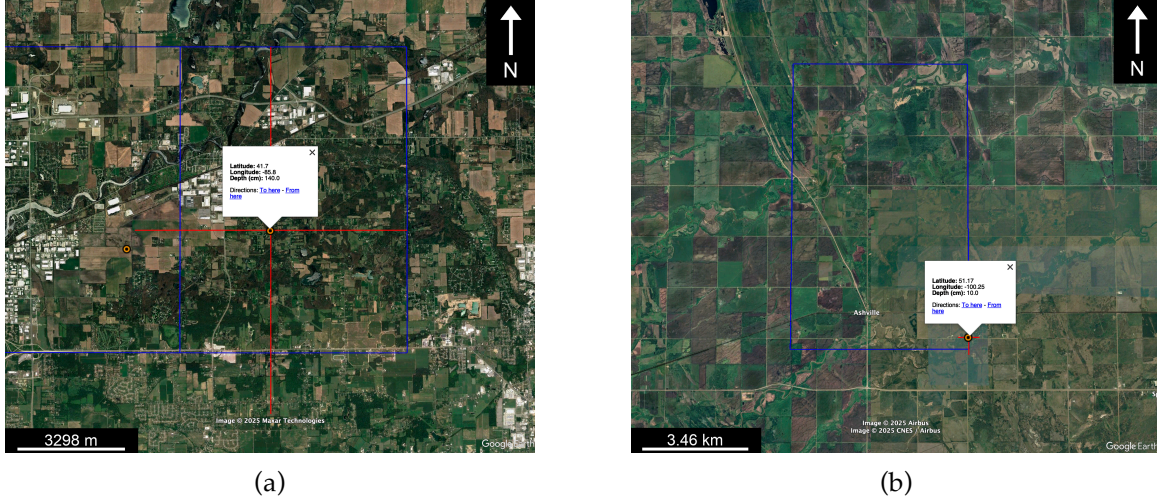 N
Latitude: 41.7
Longitude: -85.8
Depth (cm): 140.0
Directions: To here - From
here
Image © 2025 Maxar Technologies
3298 m
Google Earth
(a)
N
Latitude: 51.17
Longitude: -100.25
Depth (cm): 10.0
Directions: To here - From
here
Ashville
Sp
Image © 2025 Airbus
Image © 2025 CNES / Airbus
3.46 km
Google Earth
(b)